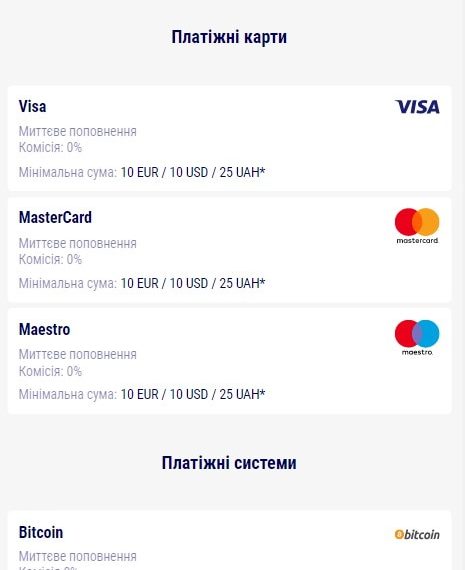 Платіжні карти
Visa
VISA
Миттєве поповнення
Комісія: 0%
Мінімальна сума: 10 EUR / 10 USD / 25 UAH*
MasterCard
mastercard
Миттєве поповнення
Комісія: 0%
Мінімальна сума: 10 EUR / 10 USD / 25 UAH*
Maestro
maestro.
Миттєве поповнення
Комісія: 0%
Мінімальна сума: 10 EUR / 10 USD / 25 UAH*
Платіжні системи
Bitcoin
bitcoin
Миттєве поповнення